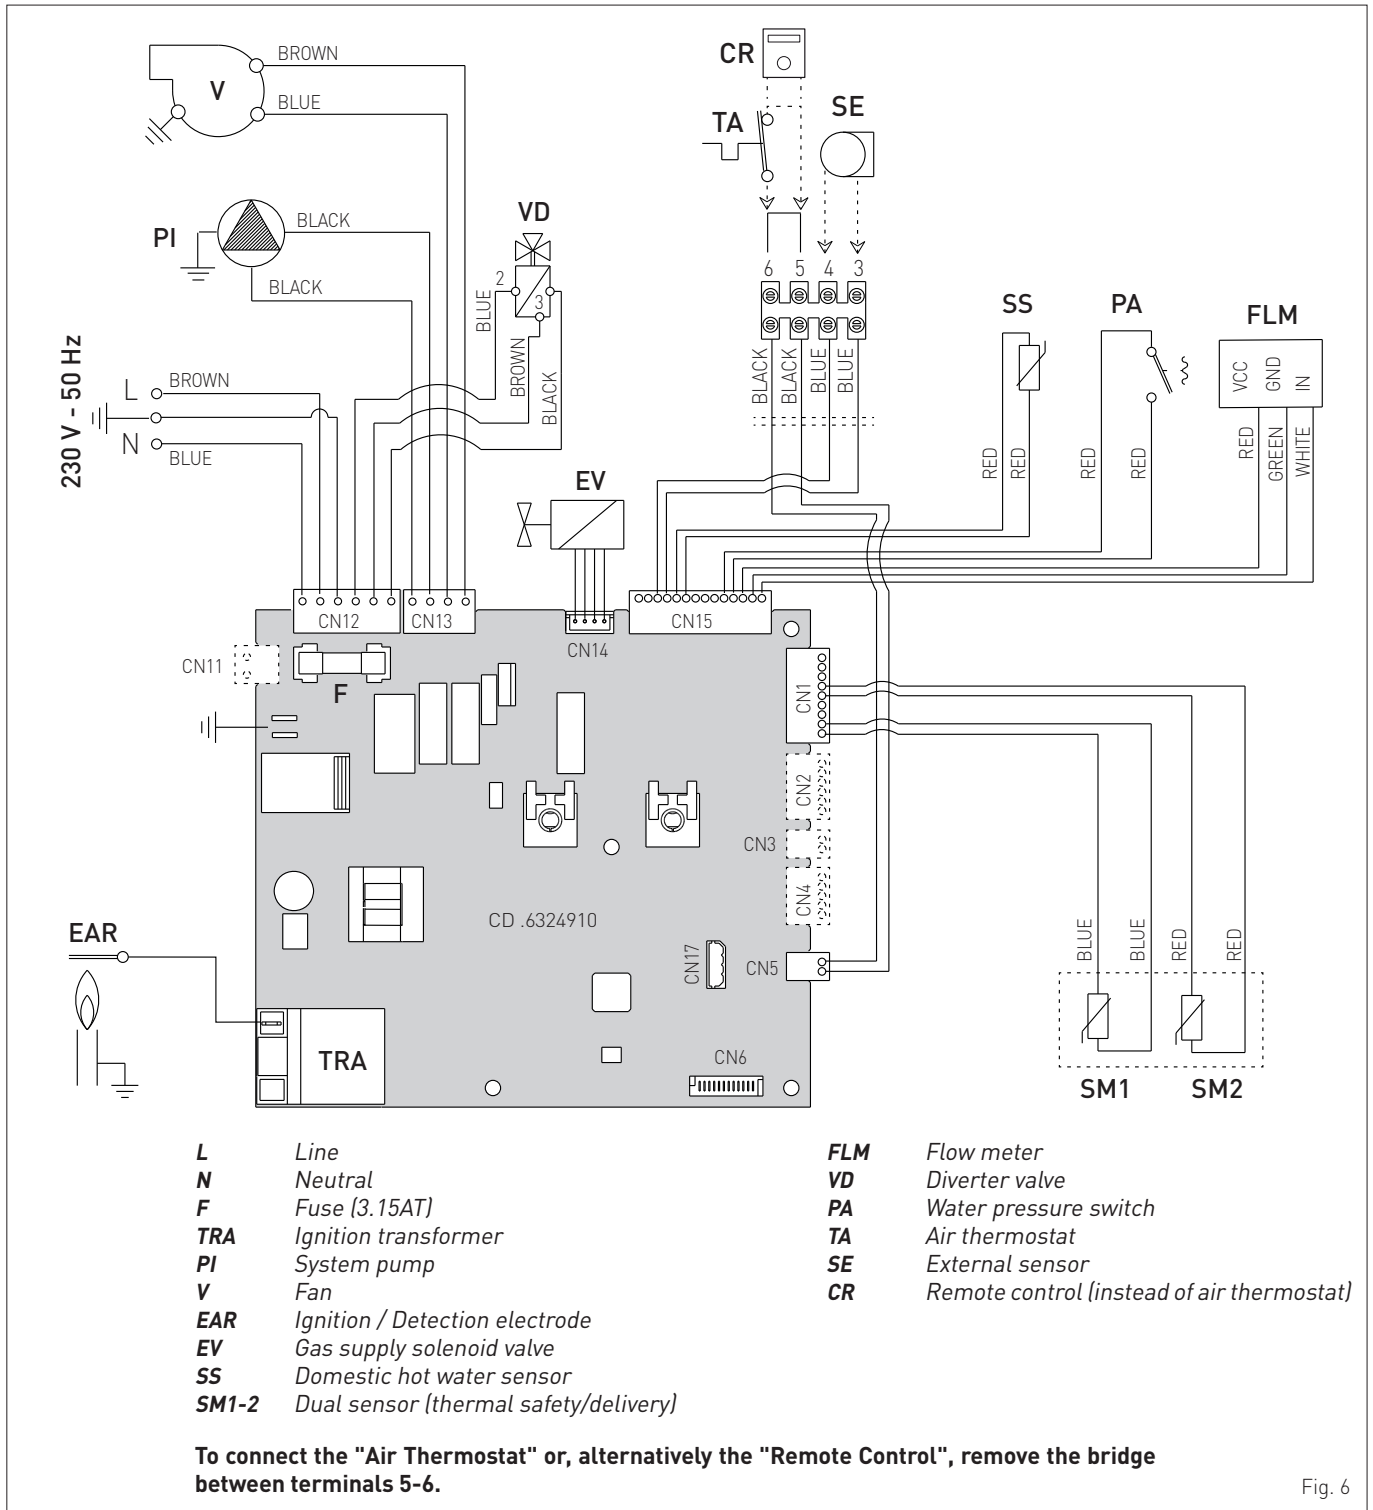 BROWN
V
BLUE
CR
TA
SE
PI
BLACK
BLACK
VD
2
3
BLUE
BROWN
BLACK
6 5 4 3
BLACK
BLACK
BLUE
BLUE
230 V - 50 Hz
L
BROWN
N
BLUE
SS
PA
FLM
VCC
GND
IN
RED
RED
RED
RED
RED
GREEN
WHITE
EV
CN12
CN13
CN14
CN15
CN11
F
CN1
CN2
CN3
CN4
CD .6324910
CN17
CN5
EAR
TRA
CN6
BLUE
BLUE
RED
RED
SM1
SM2
L Line
N Neutral
F Fuse (3.15AT)
TRA Ignition transformer
PI System pump
V Fan
EAR Ignition / Detection electrode
EV Gas supply solenoid valve
SS Domestic hot water sensor
SM1-2 Dual sensor (thermal safety/delivery)
FLM Flow meter
VD Diverter valve
PA Water pressure switch
TA Air thermostat
SE External sensor
CR Remote control (instead of air thermostat)
To connect the "Air Thermostat" or, alternatively the "Remote Control", remove the bridge
between terminals 5-6.
Fig. 6